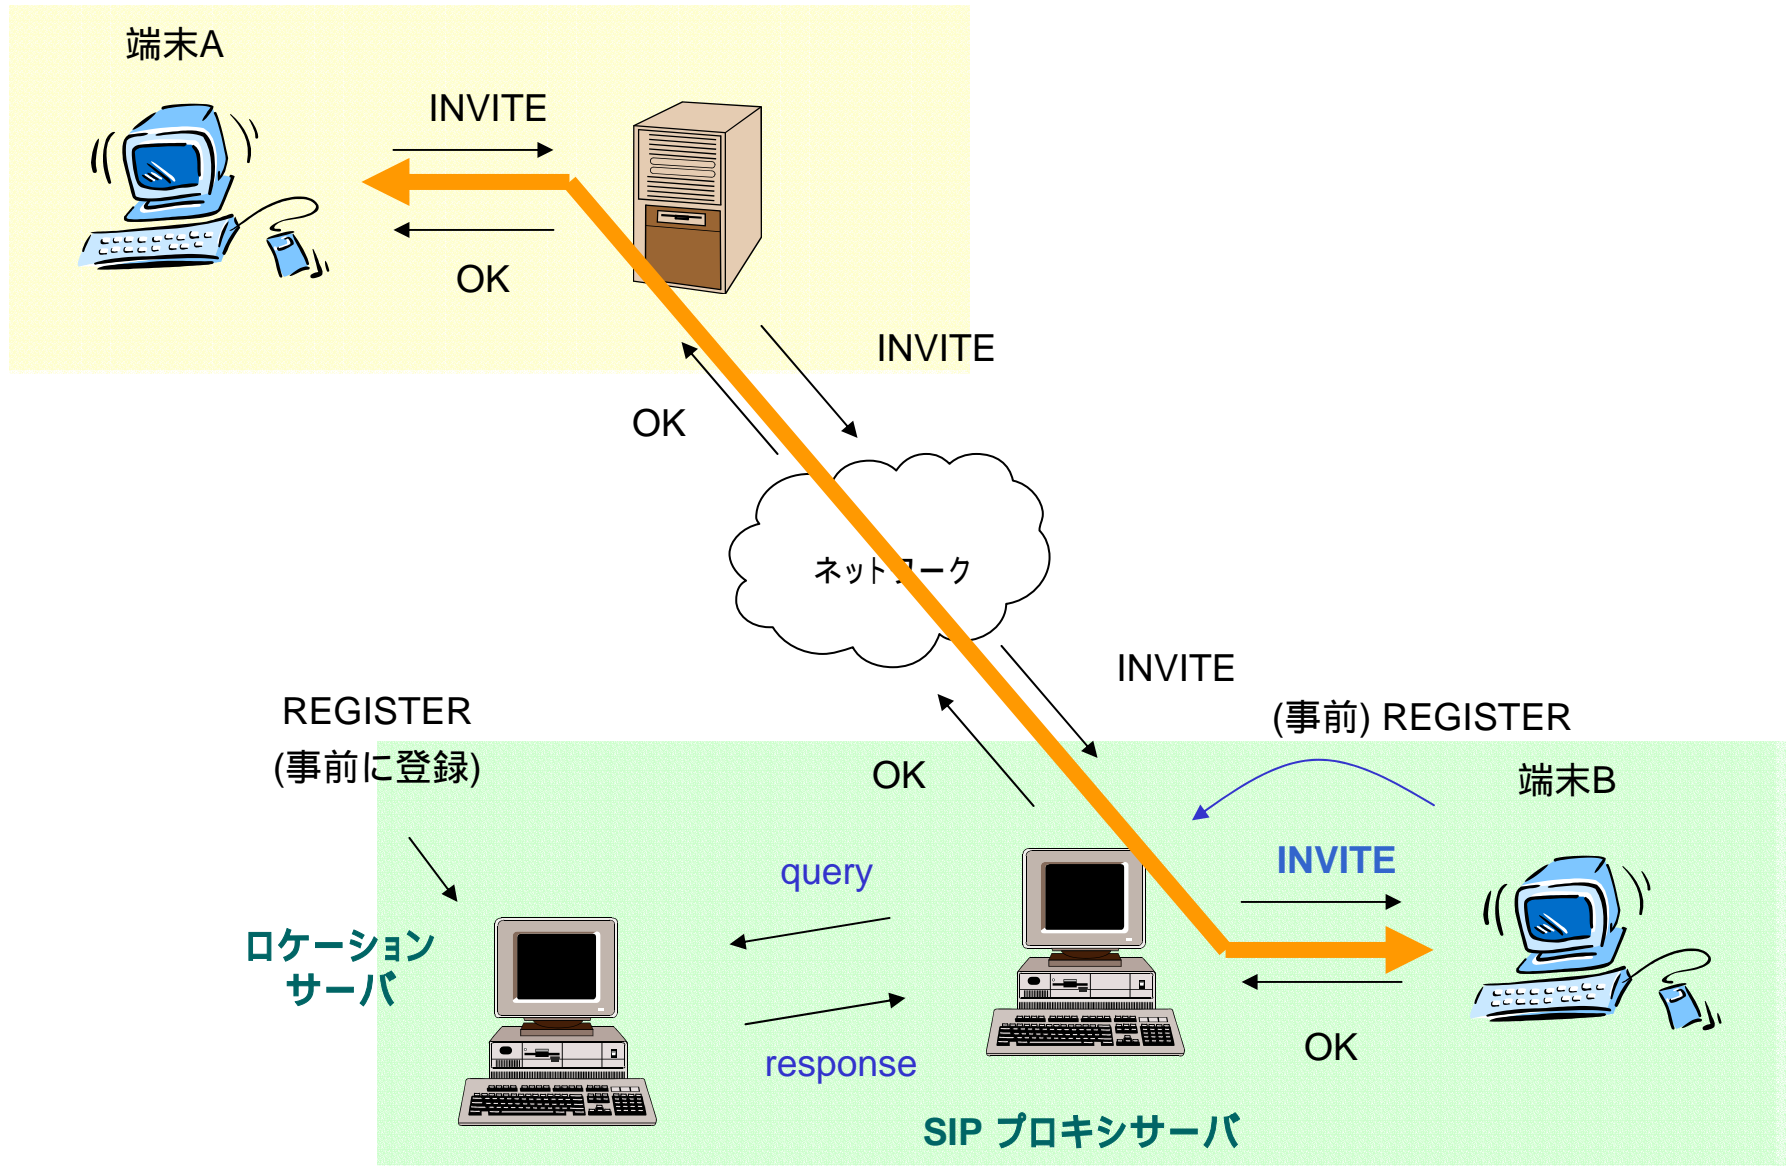 端末A
INVITE
OK
INVITE
OK
ネットワーク
INVITE
REGISTER
(事前に登録)
(事前) REGISTER
OK
端末B
query
INVITE
ロケーション
サーバ
response
OK
SIP プロキシサーバ